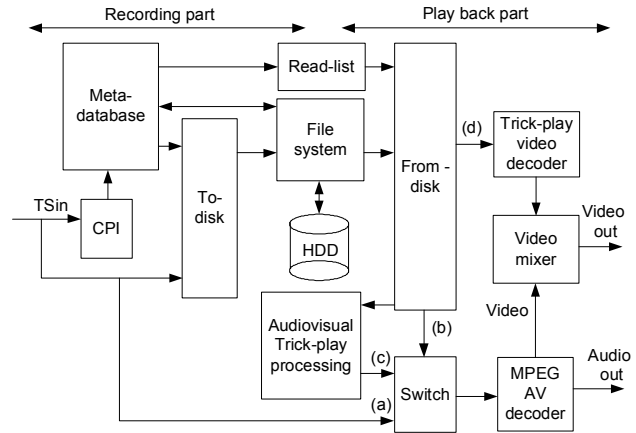 Recording part
Play back part
Meta-
database
Read-list
File
system
From -
disk
(d)
Trick-play
video
decoder
To-
disk
TSin
CPI
HDD
Video
out
Video
mixer
Audiovisual
Trick-play
processing
(b)
Video
(c)
(a)
Switch
MPEG
AV
decoder
Audio
out